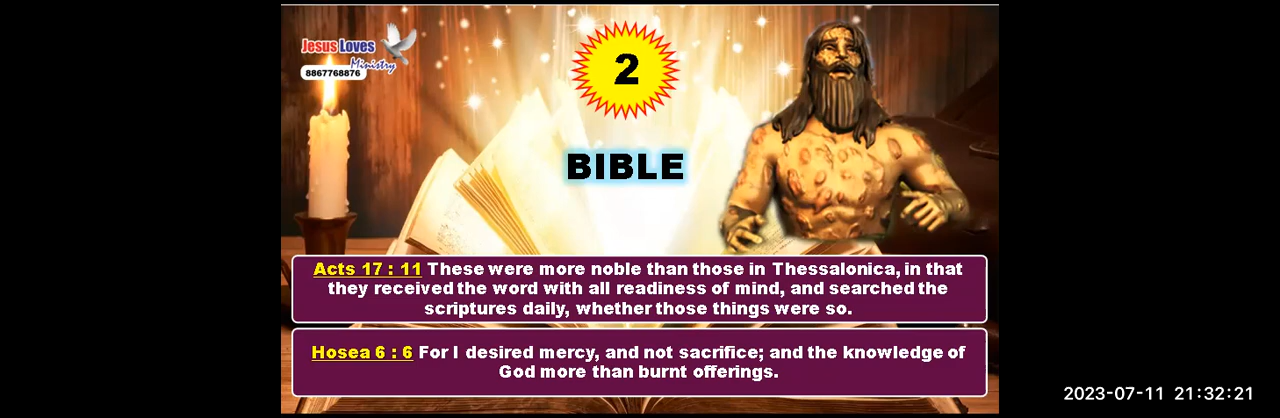 Jesus Loves
Ministry
8867768876
2
BIBLE
Acts 17 : 11 These were more noble than those in Thessalonica, in that
they received the word with all readiness of mind, and searched the
scriptures daily, whether those things were so.
Hosea 6 : 6 For I desired mercy, and not sacrifice; and the knowledge of
God more than burnt offerings.
2023-07-11 21:32:21